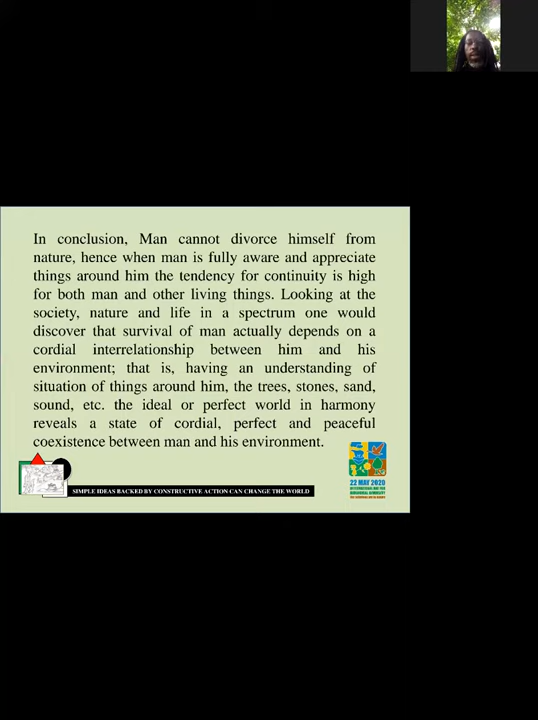 In conclusion, Man cannot divorce himself from
nature, hence when man is fully aware and appreciate
things around him the tendency for continuity is high
for both man and other living things. Looking at the
society, nature and life in a spectrum one would
discover that survival of man actually depends on a
cordial interrelationship between him and his
environment; that is, having an understanding of
situation of things around him, the trees, stones, sand,
sound, etc. the ideal or perfect world in harmony
reveals a state of cordial, perfect and peaceful
coexistence between man and his environment.
SIMPLE IDEAS BACKED BY CONSTRUCTIVE ACTION CAN CHANGE THE WORLD
22 MAY 2020
INTERNATIONAL DAY FOR
BIOLOGICAL DIVERSITY